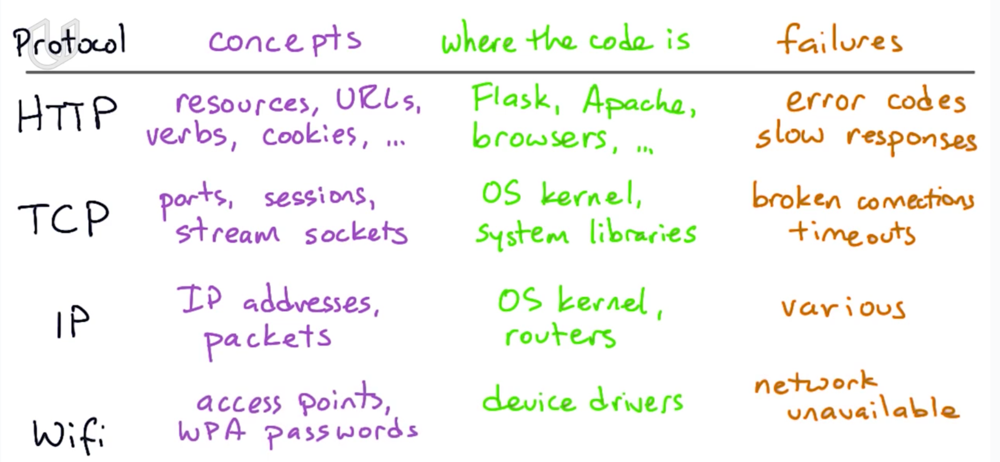 Protocol concepts where the code is failures
HTTP resources, URLs, verbs, cookies, ... Flask, Apache, browsers, ... error codes slow responses
TCP ports, sessions, stream sockets OS kernel, system libraries broken connections timeouts
IP IP addresses, packets OS kernel, routers various
Wifi access points, WPA passwords device drivers network unavailable